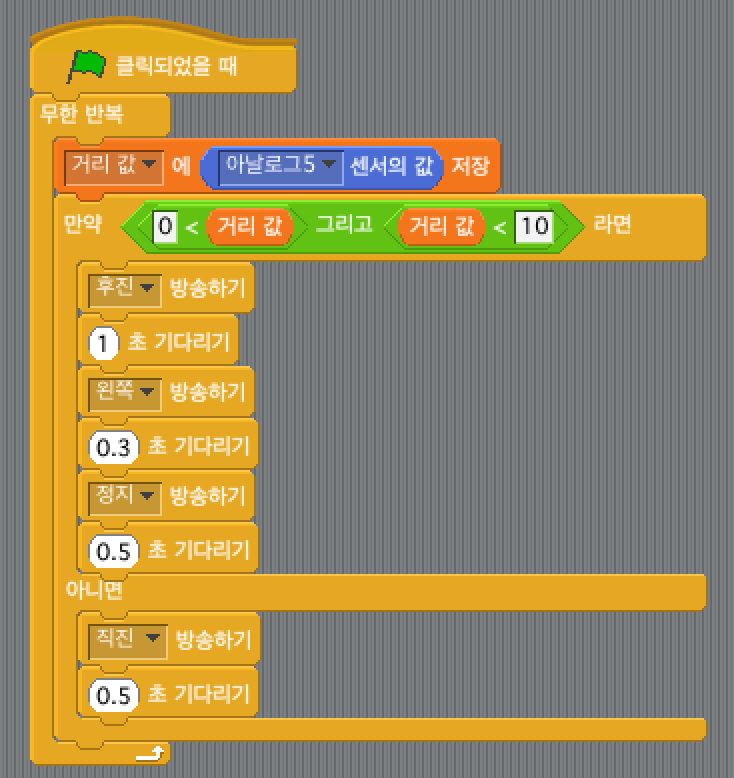 클릭되었을 때
무한 반복
거리 값 에 아날로그5 센서의 값 저장
만약 0 < 거리 값 그리고 거리 값 < 10 라면
후진 방송하기
1 초 기다리기
왼쪽 방송하기
0.3 초 기다리기
정지 방송하기
0.5 초 기다리기
아니면
직진 방송하기
0.5 초 기다리기